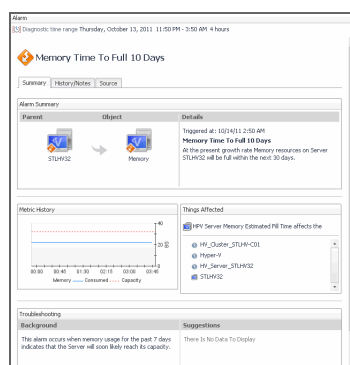 Alarm
Diagnostic time range Thursday, October 13, 2011 11:50 PM - 3:50 AM 4 hours
Memory Time To Full 10 Days
Summary History/Notes Source
Alarm Summary
Parent Object Details
STLHV32 Memory
Triggered at: 10/14/11 2:50 AM
Memory Time To Full 10 Days
At the present growth rate Memory resources on Server
STLHV32 will be full within the next 30 days.
Metric History
40
20
0
00:00 00:45 01:30 02:15 03:00 03:45
Memory Consumed Capacity
Things Affected
HPV Server Memory Estimated Fill Time affects the
HV_Cluster_STLHV-C01
Hyper-V
HV_Server_STLHV32
STLHV32
Troubleshooting
Background Suggestions
This alarm occurs when memory usage for the past 7 days
indicates that the Server will soon likely reach its capacity.
There Is No Data To Display